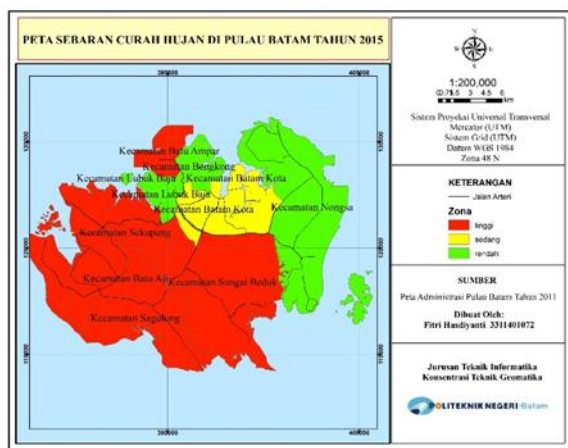 PETA SEBARAN CURAH HUJAN DI PULAU BATAM TAHUN 2015
Kecamatan Batu Ampar
Kecamatan Bengkong
Kecamatan Lubuk Baja
Kecamatan Batam Kota
Kecamatan Lubuk Baja
Kecamatan Batam Kota
Kecamatan Nongsa
Kecamatan Sekupang
Kecamatan Batu Aji
Kecamatan Sungai Beduk
Kecamatan Sagulung
1:200,000
km
Sistem Proyeksi Universal Transversal
Mercator (UTM)
Sistem Grid (UTM)
Datum WGS 1984
Zona 48 N
KETERANGAN
Jalan Arteri
Zona
tinggi
sedang
rendah
SUMBER
Peta Administrasi Pulau Batam Tahun 2011
Dibuat Oleh:
Fitri Hasdiyanti 3311401072
Jurusan Teknik Informatika
Konsentrasi Teknik Geomatika
POLITEKNIK NEGERI Batam